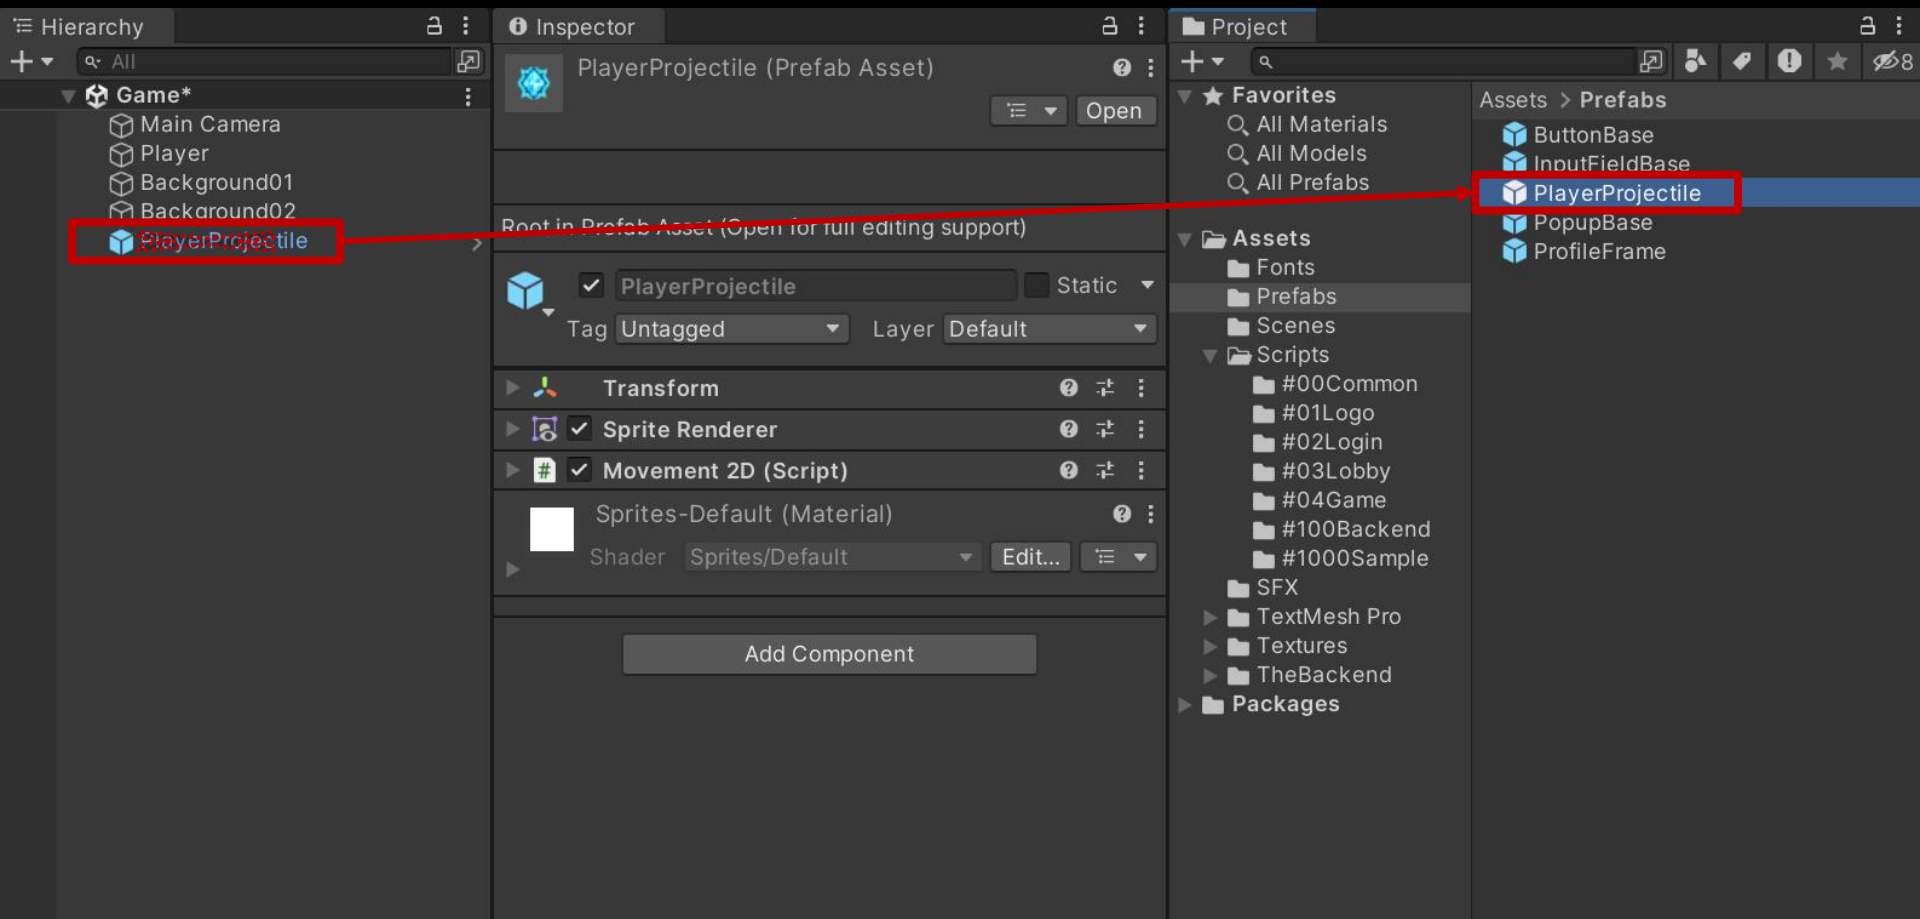 Hierarchy
All
Game*
Main Camera
Player
Background01
Background02
PlayerProjectile
Inspector
PlayerProjectile (Prefab Asset)
Open
Root in Prefab Asset (Open for full editing support)
PlayerProjectile
Static
Tag Untagged
Layer Default
Transform
Sprite Renderer
# Movement 2D (Script)
Sprites-Default (Material)
Shader Sprites/Default
Edit...
Add Component
Project
8
Favorites
All Materials
All Models
All Prefabs
Assets
Fonts
Prefabs
Scenes
Scripts
#00Common
#01Logo
#02Login
#03Lobby
#04Game
#100Backend
#1000Sample
SFX
TextMesh Pro
Textures
TheBackend
Packages
Assets > Prefabs
ButtonBase
InputFieldBase
PlayerProjectile
PopupBase
ProfileFrame